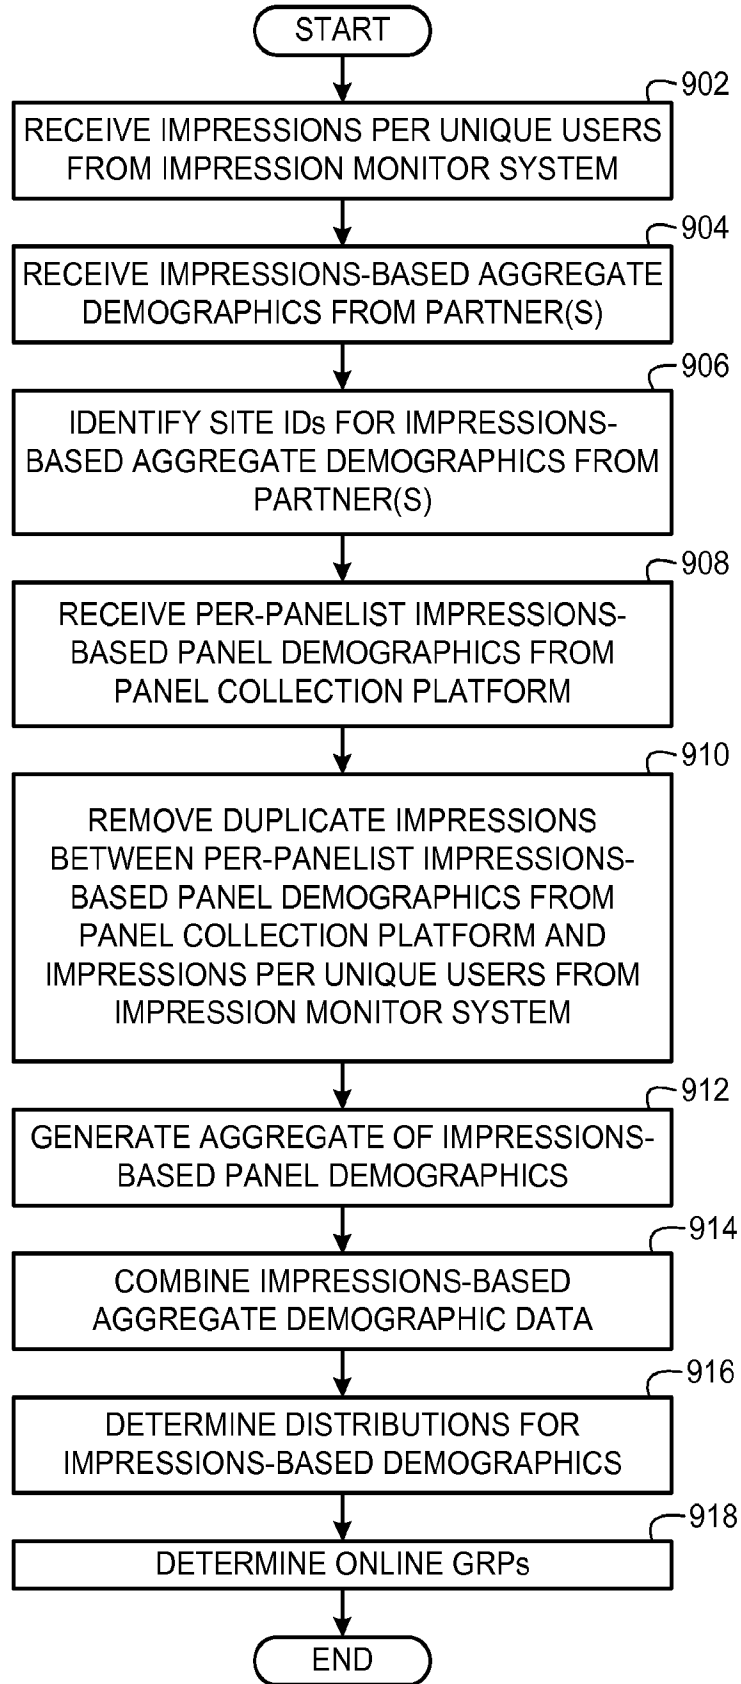 START
902
RECEIVE IMPRESSIONS PER UNIQUE USERS
FROM IMPRESSION MONITOR SYSTEM
904
RECEIVE IMPRESSIONS-BASED AGGREGATE
DEMOGRAPHICS FROM PARTNER(S)
906
IDENTIFY SITE IDs FOR IMPRESSIONS-
BASED AGGREGATE DEMOGRAPHICS FROM
PARTNER(S)
908
RECEIVE PER-PANELIST IMPRESSIONS-
BASED PANEL DEMOGRAPHICS FROM
PANEL COLLECTION PLATFORM
910
REMOVE DUPLICATE IMPRESSIONS
BETWEEN PER-PANELIST IMPRESSIONS-
BASED PANEL DEMOGRAPHICS FROM
PANEL COLLECTION PLATFORM AND
IMPRESSIONS PER UNIQUE USERS FROM
IMPRESSION MONITOR SYSTEM
912
GENERATE AGGREGATE OF IMPRESSIONS-
BASED PANEL DEMOGRAPHICS
914
COMBINE IMPRESSIONS-BASED
AGGREGATE DEMOGRAPHIC DATA
916
DETERMINE DISTRIBUTIONS FOR
IMPRESSIONS-BASED DEMOGRAPHICS
918
DETERMINE ONLINE GRPs
END